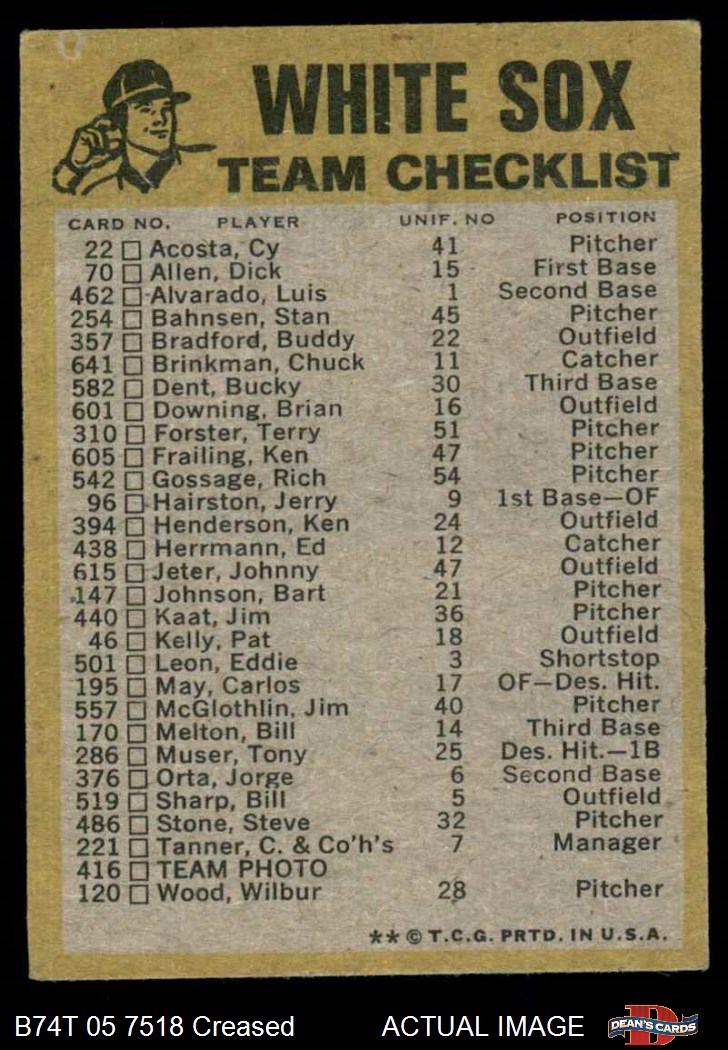 WHITE SOX
TEAM CHECKLIST
CARD NO. PLAYER UNIF. NO POSITION
22 Acosta, Cy 41 Pitcher
70 Allen, Dick 15 First Base
462 Alvarado, Luis 1 Second Base
254 Bahnsen, Stan 45 Pitcher
357 Bradford, Buddy 22 Outfield
641 Brinkman, Chuck 11 Catcher
582 Dent, Bucky 30 Third Base
601 Downing, Brian 16 Outfield
310 Forster, Terry 51 Pitcher
605 Frailing, Ken 47 Pitcher
542 Gossage, Rich 54 Pitcher
96 Hairston, Jerry 9 1st Base—OF
394 Henderson, Ken 24 Outfield
438 Herrmann, Ed 12 Catcher
615 Jeter, Johnny 47 Outfield
147 Johnson, Bart 21 Pitcher
440 Kaat, Jim 36 Pitcher
46 Kelly, Pat 18 Outfield
501 Leon, Eddie 3 Shortstop
195 May, Carlos 17 OF—Des. Hit.
557 McGlothlin, Jim 40 Pitcher
170 Melton, Bill 14 Third Base
286 Muser, Tony 25 Des. Hit.—1B
376 Orta, Jorge 6 Second Base
519 Sharp, Bill 5 Outfield
486 Stone, Steve 32 Pitcher
221 Tanner, C. & Co'h's 7 Manager
416 TEAM PHOTO
120 Wood, Wilbur 28 Pitcher
** © T.C.G. PRTD. IN U.S.A.
B74T 05 7518 Creased ACTUAL IMAGE DEAN'S CARDS